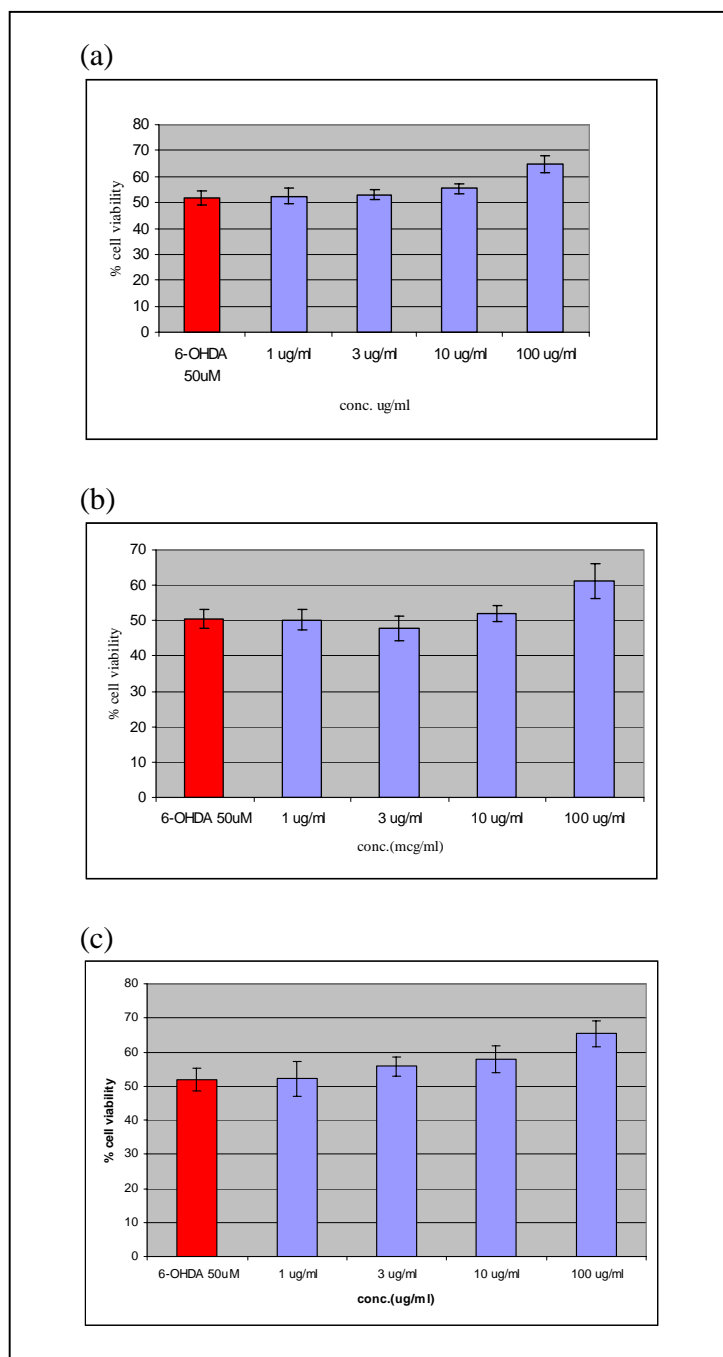 (a)
80
70
60
50
40
30
20
10
0
% cell viability
6-OHDA 50uM
1 ug/ml
3 ug/ml
10 ug/ml
100 ug/ml
conc. ug/ml
(b)
70
60
50
40
30
20
10
0
% cell viability
6-OHDA 50uM
1 ug/ml
3 ug/ml
10 ug/ml
100 ug/ml
conc.(mcg/ml)
(c)
80
70
60
50
40
30
20
10
0
% cell viability
6-OHDA 50uM
1 ug/ml
3 ug/ml
10 ug/ml
100 ug/ml
conc.(ug/ml)